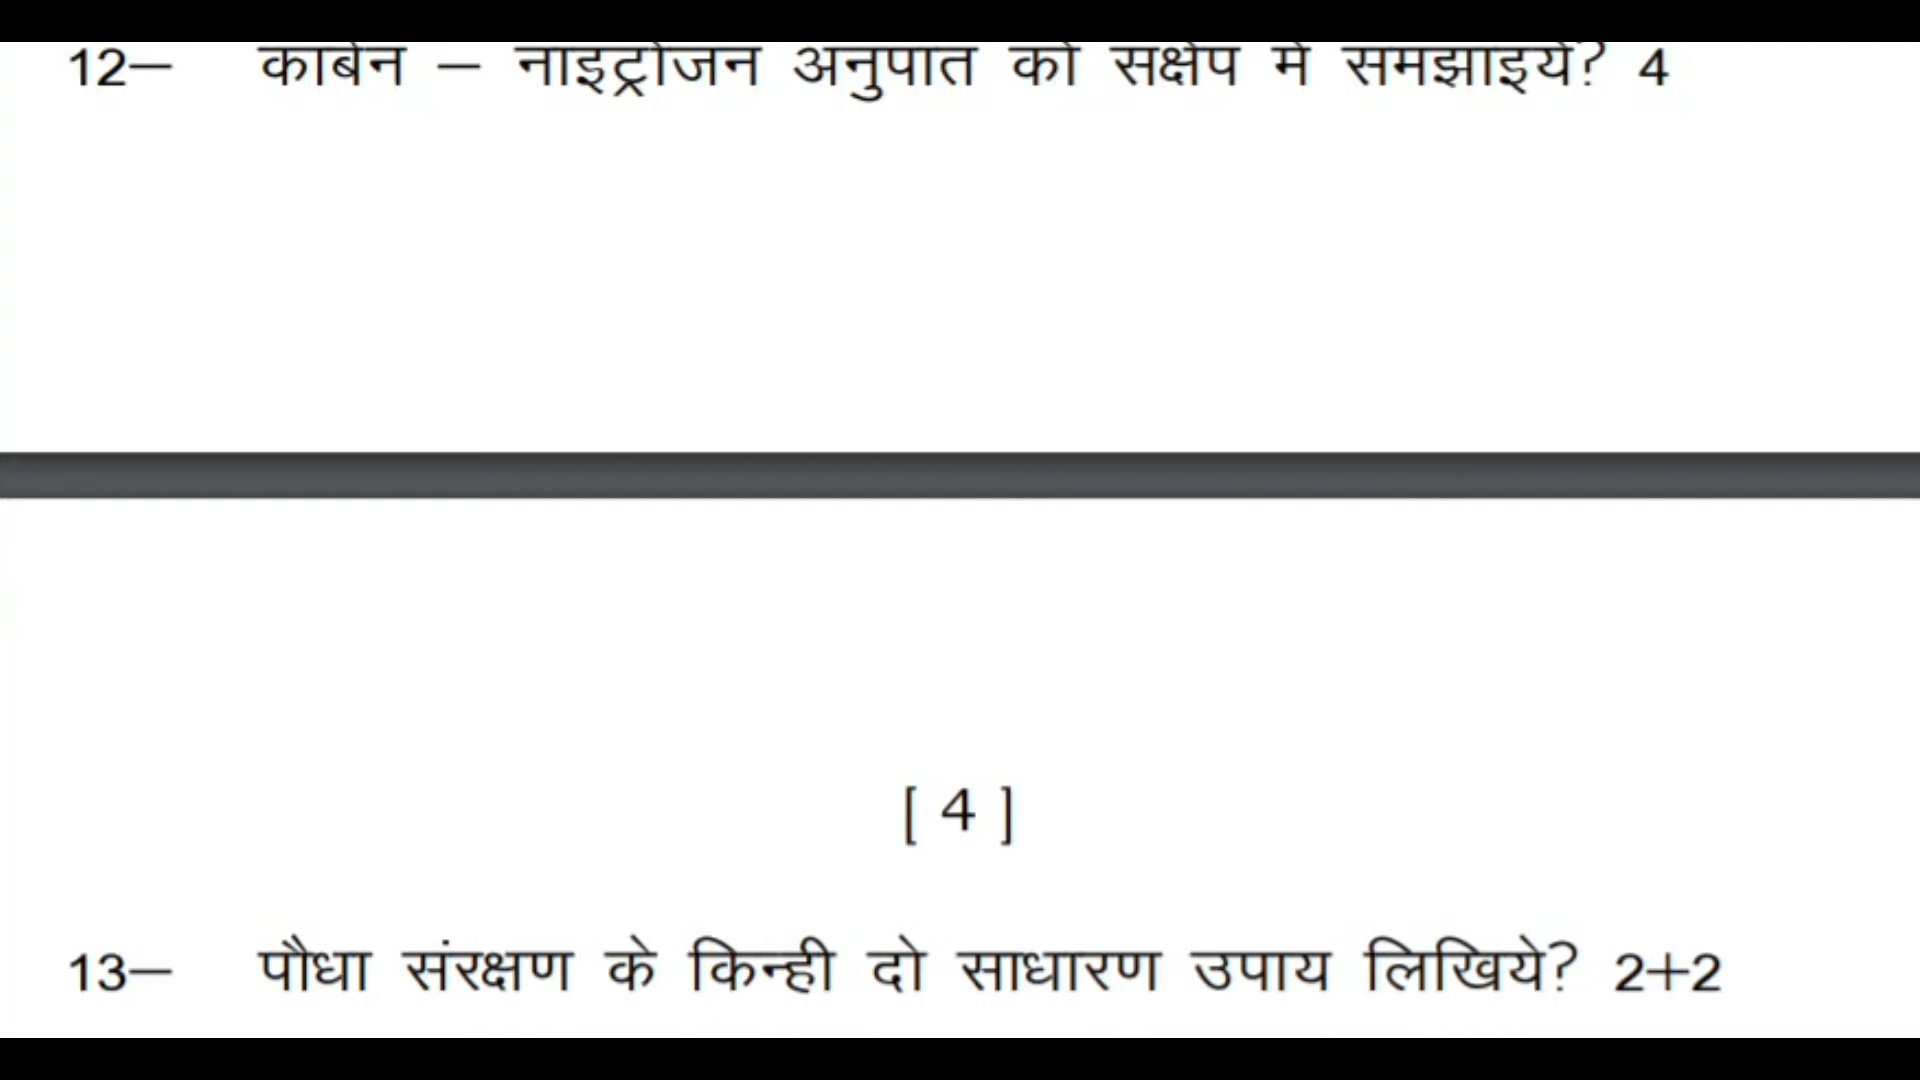 12— कार्बन – नाइट्रोजन अनुपात को संक्षेप में समझाइये? 4
[ 4 ]
13— पौधा संरक्षण के किन्ही दो साधारण उपाय लिखिये? 2+2